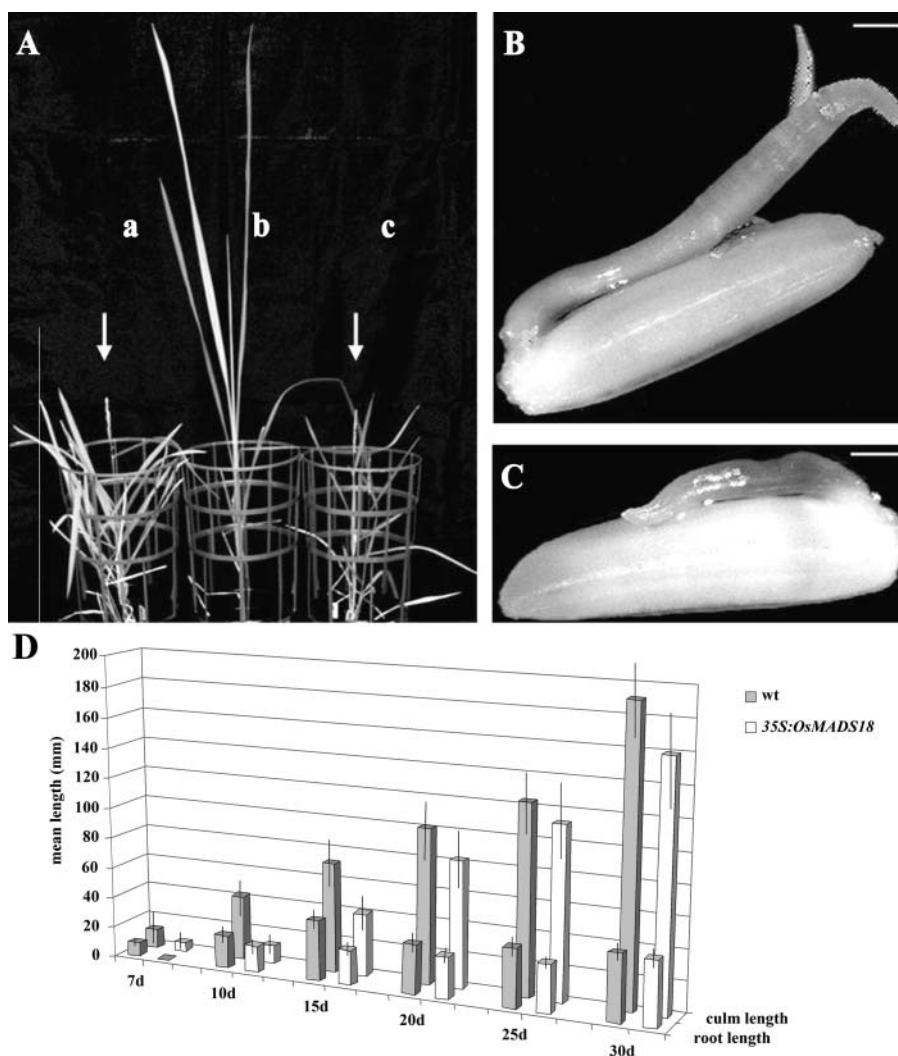 A
a
b
c
B
C
D
200
180
160
140
120
100
80
60
40
20
0
mean length (mm)
7d
10d
15d
20d
25d
30d
culm length
root length
wt
35S:OsMADS18